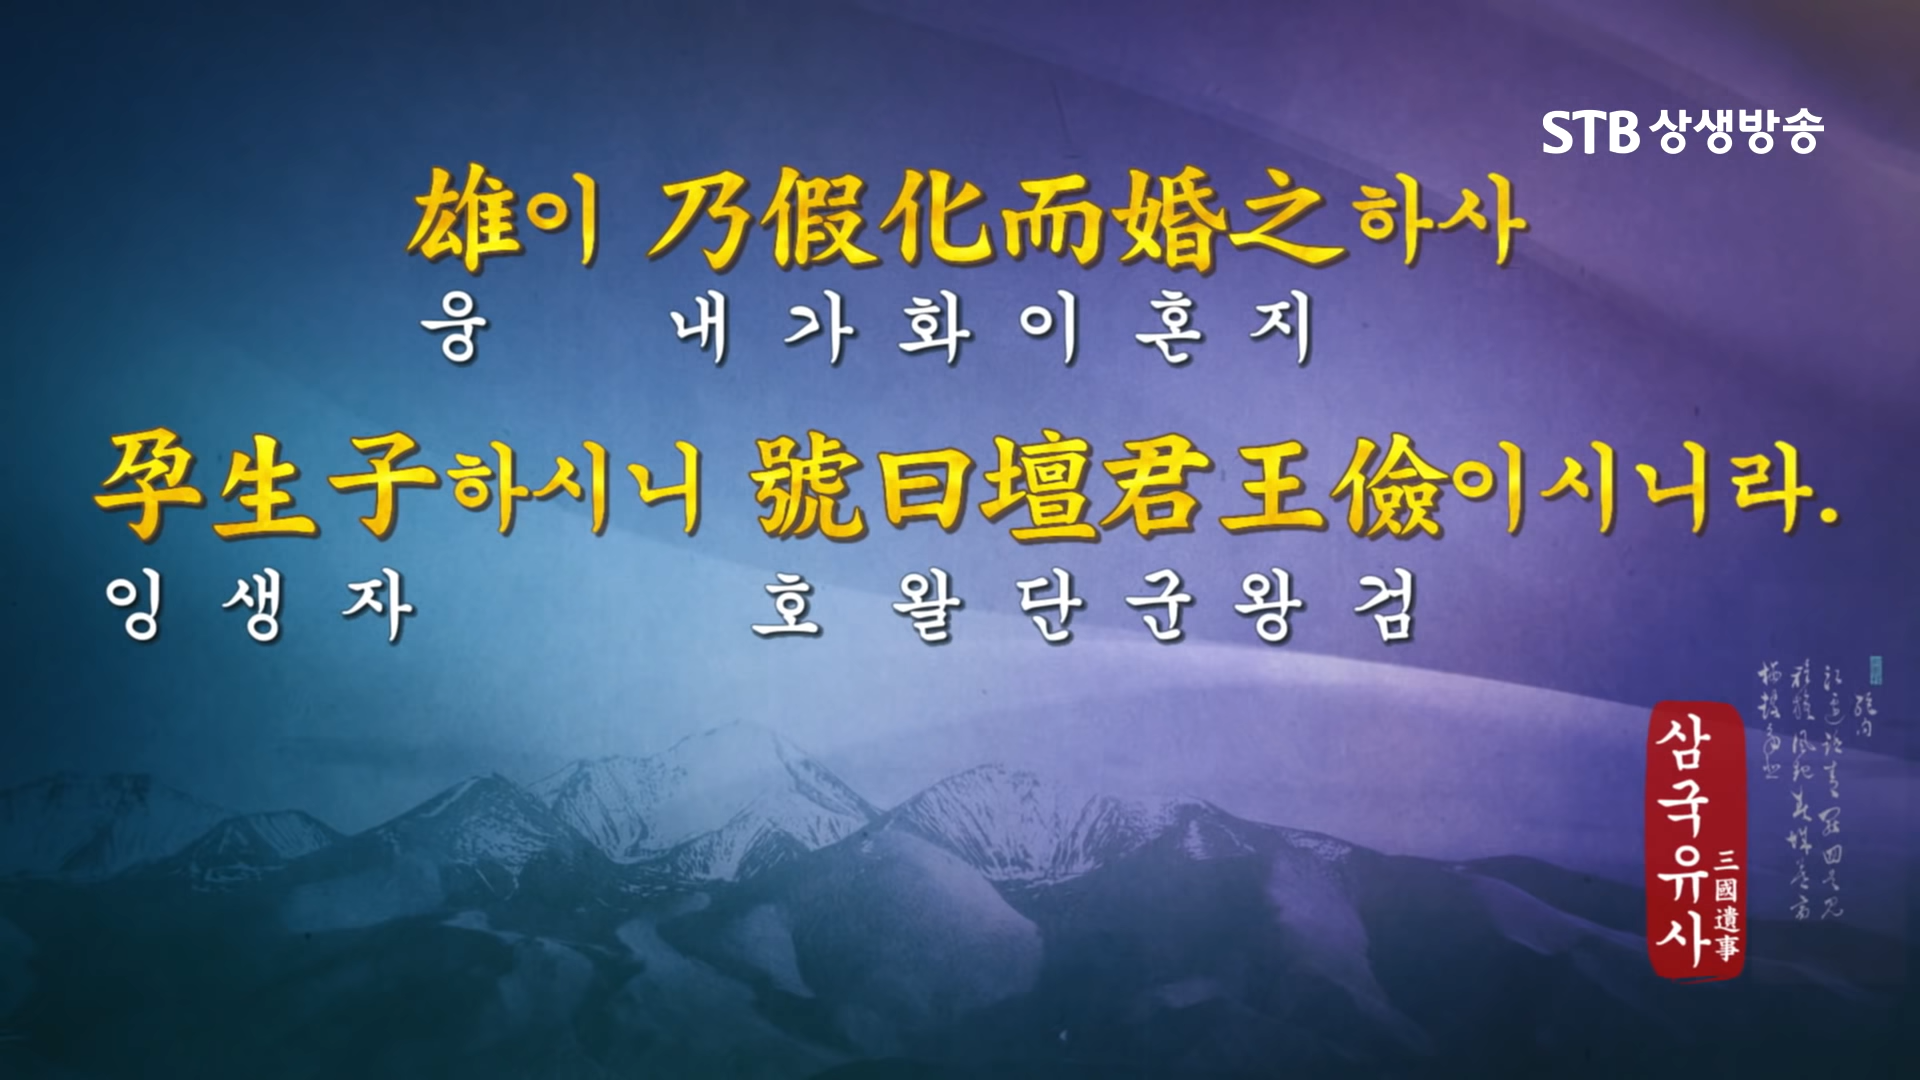 STB 상생방송
雄이 乃假化而婚之하사
웅 내 가 화 이 혼 지
孕生子하시니 號曰壇君王儉이시니라.
잉 생 자 호 왈 단 군 왕 검
삼국유사
三國遺事